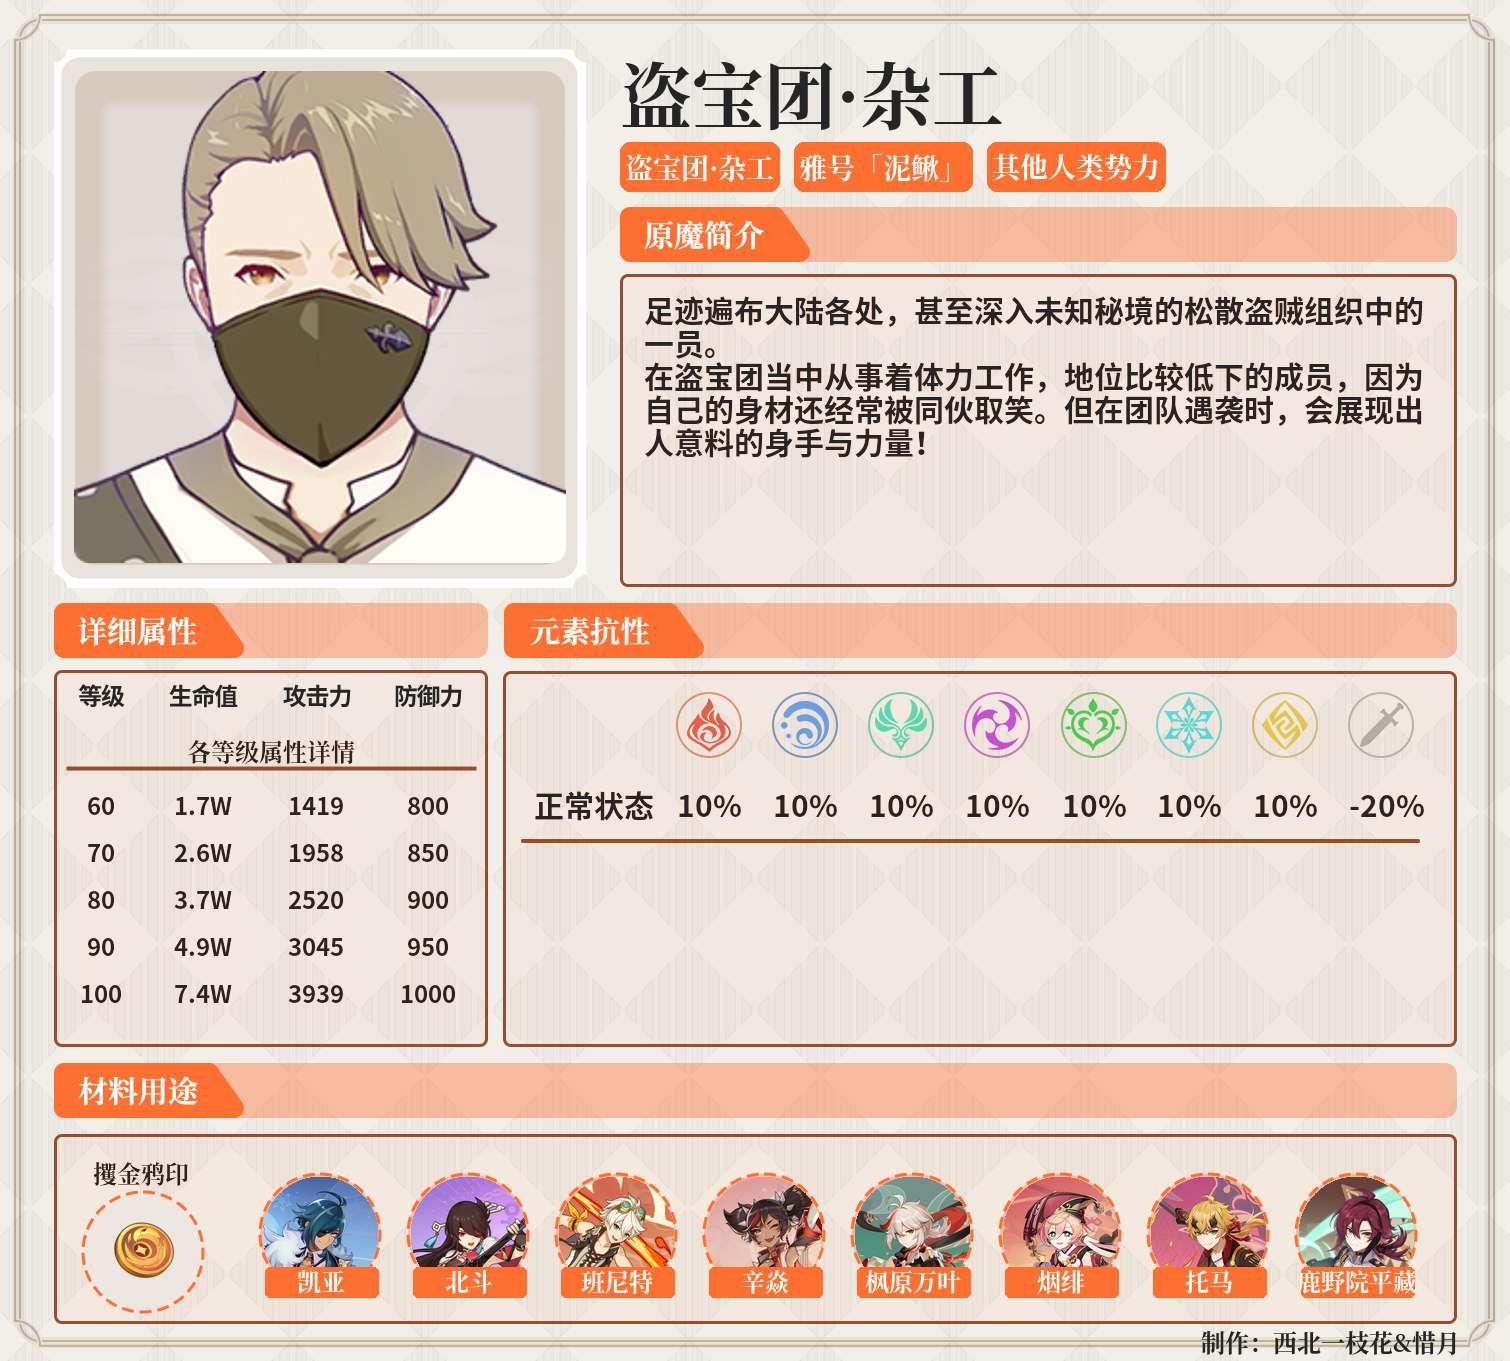 盗宝团·杂工
盗宝团·杂工 雅号「泥鳅」 其他人类势力
原魔简介
足迹遍布大陆各处，甚至深入未知秘境的松散盗贼组织中的
一员。
在盗宝团当中从事着体力工作，地位比较低下的成员，因为
自己的身材还经常被同伙取笑。但在团队遇袭时，会展现出
人意料的身手与力量！
详细属性
等级 生命值 攻击力 防御力
各等级属性详情
60 1.7W 1419 800
70 2.6W 1958 850
80 3.7W 2520 900
90 4.9W 3045 950
100 7.4W 3939 1000
元素抗性
正常状态 10% 10% 10% 10% 10% 10% 10% -20%
材料用途
攫金鸦印
凯亚 北斗 班尼特 辛焱 枫原万叶 烟绯 托马 鹿野院平藏
制作：西北一枝花&惜月